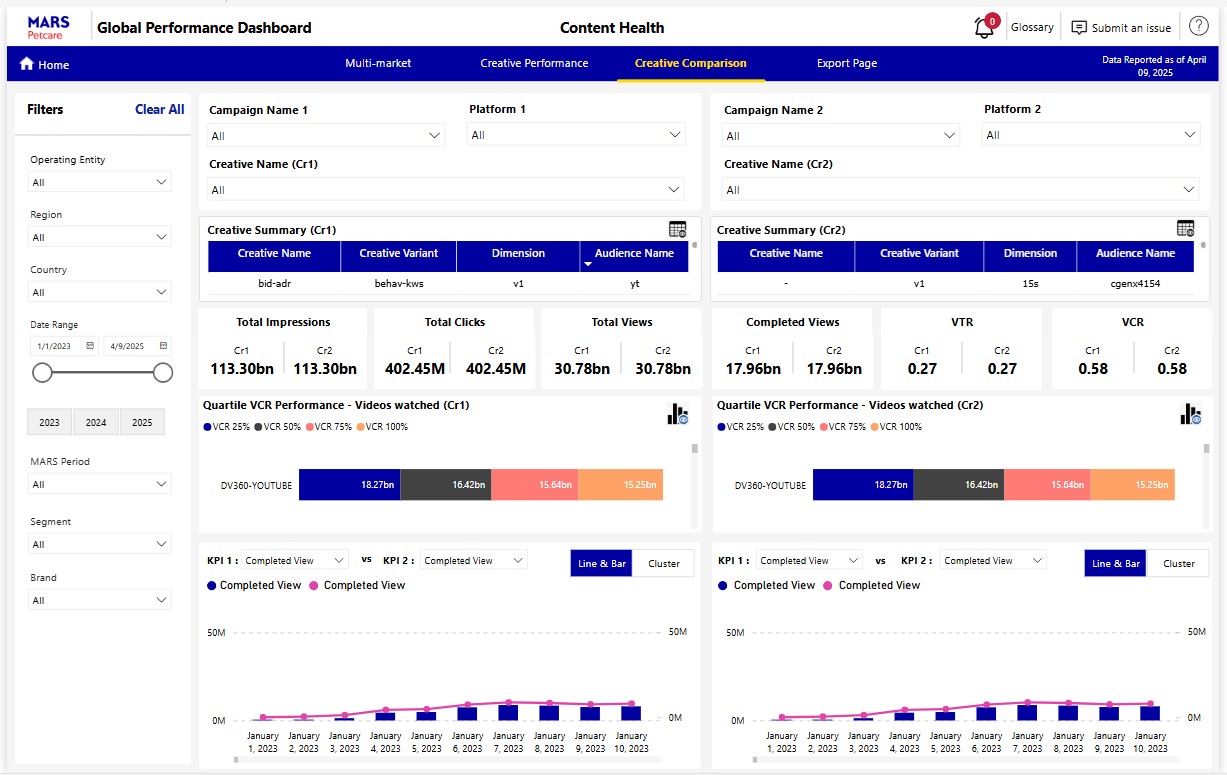 MARS
Petcare
Global Performance Dashboard
Content Health
0
Glossary
Submit an issue
?
Home
Multi-market
Creative Performance
Creative Comparison
Export Page
Data Reported as of April
09, 2025
Filters
Clear All
Operating Entity
All
Region
All
Country
All
Date Range
1/1/2023
4/9/2025
2023
2024
2025
MARS Period
All
Segment
All
Brand
All
Campaign Name 1
All
Platform 1
All
Creative Name (Cr1)
All
Campaign Name 2
All
Platform 2
All
Creative Name (Cr2)
All
Creative Summary (Cr1)
Creative Name Creative Variant Dimension Audience Name
bid-adr behav-kws v1 yt
Creative Summary (Cr2)
Creative Name Creative Variant Dimension Audience Name
- v1 15s cgenx4154
Total Impressions
Cr1 Cr2
113.30bn 113.30bn
Total Clicks
Cr1 Cr2
402.45M 402.45M
Total Views
Cr1 Cr2
30.78bn 30.78bn
Completed Views
Cr1 Cr2
17.96bn 17.96bn
VTR
Cr1 Cr2
0.27 0.27
VCR
Cr1 Cr2
0.58 0.58
Quartile VCR Performance - Videos watched (Cr1)
VCR 25% VCR 50% VCR 75% VCR 100%
DV360-YOUTUBE 18.27bn 16.42bn 15.64bn 15.25bn
Quartile VCR Performance - Videos watched (Cr2)
VCR 25% VCR 50% VCR 75% VCR 100%
DV360-YOUTUBE 18.27bn 16.42bn 15.64bn 15.25bn
KPI 1 : Completed View vs KPI 2 : Completed View
Line & Bar Cluster
Completed View Completed View
50M 50M
0M 0M
January 1, 2023
January 2, 2023
January 3, 2023
January 4, 2023
January 5, 2023
January 6, 2023
January 7, 2023
January 8, 2023
January 9, 2023
January 10, 2023
KPI 1 : Completed View vs KPI 2 : Completed View
Line & Bar Cluster
Completed View Completed View
50M 50M
0M 0M
January 1, 2023
January 2, 2023
January 3, 2023
January 4, 2023
January 5, 2023
January 6, 2023
January 7, 2023
January 8, 2023
January 9, 2023
January 10, 2023